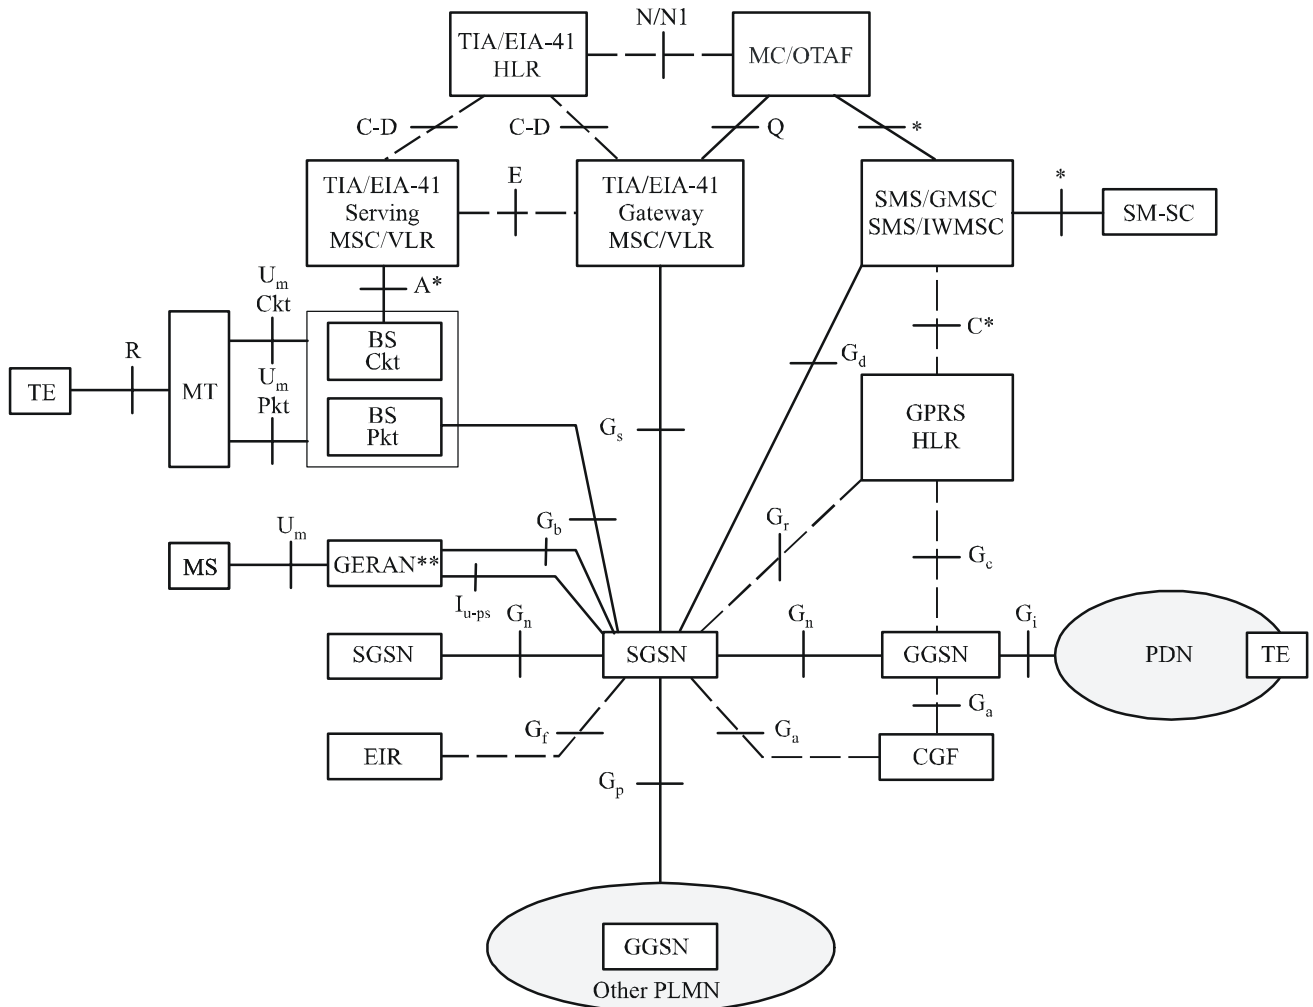 N/N1
TIA/EIA-41
HLR
MC/OTAF
C-D
C-D
Q
*
TIA/EIA-41
Serving
MSC/VLR
E
TIA/EIA-41
Gateway
MSC/VLR
SMS/GMSC
SMS/IWMSC
*
SM-SC
A*
Um
Ckt
C*
R
BS
Ckt
Gd
TE
MT
Um
Pkt
BS
Pkt
GPRS
HLR
Gs
Um
Gb
Gr
MS
GERAN**
Gc
Iu-ps
Gn
Gn
Gi
SGSN
SGSN
GGSN
PDN
TE
Ga
Gf
Ga
EIR
CGF
Gp
GGSN
Other PLMN